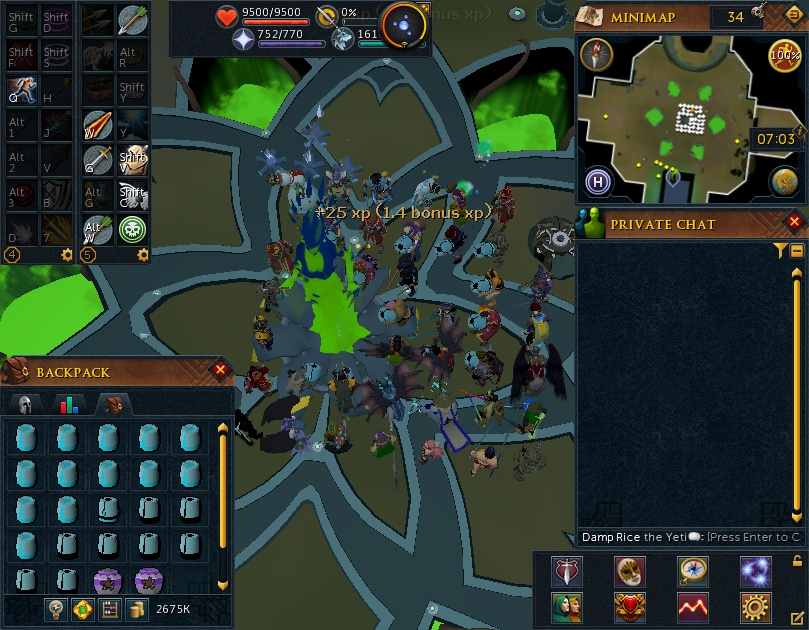 Shift G
Shift D
Shift F
Shift S
Alt R
Q
H
Shift Y
Alt 1
J
W
Y
Alt 2
V
G
Shift V
Alt 3
B
Alt G
Shift C
D
7
Alt W
4
5
9500/9500
0%
752/770
161
MINIMAP
34
100%
07:03
H
+25 xp (1.4 bonus xp)
PRIVATE CHAT
BACKPACK
2675K
Damp Rice the Yeti: [Press Enter to C